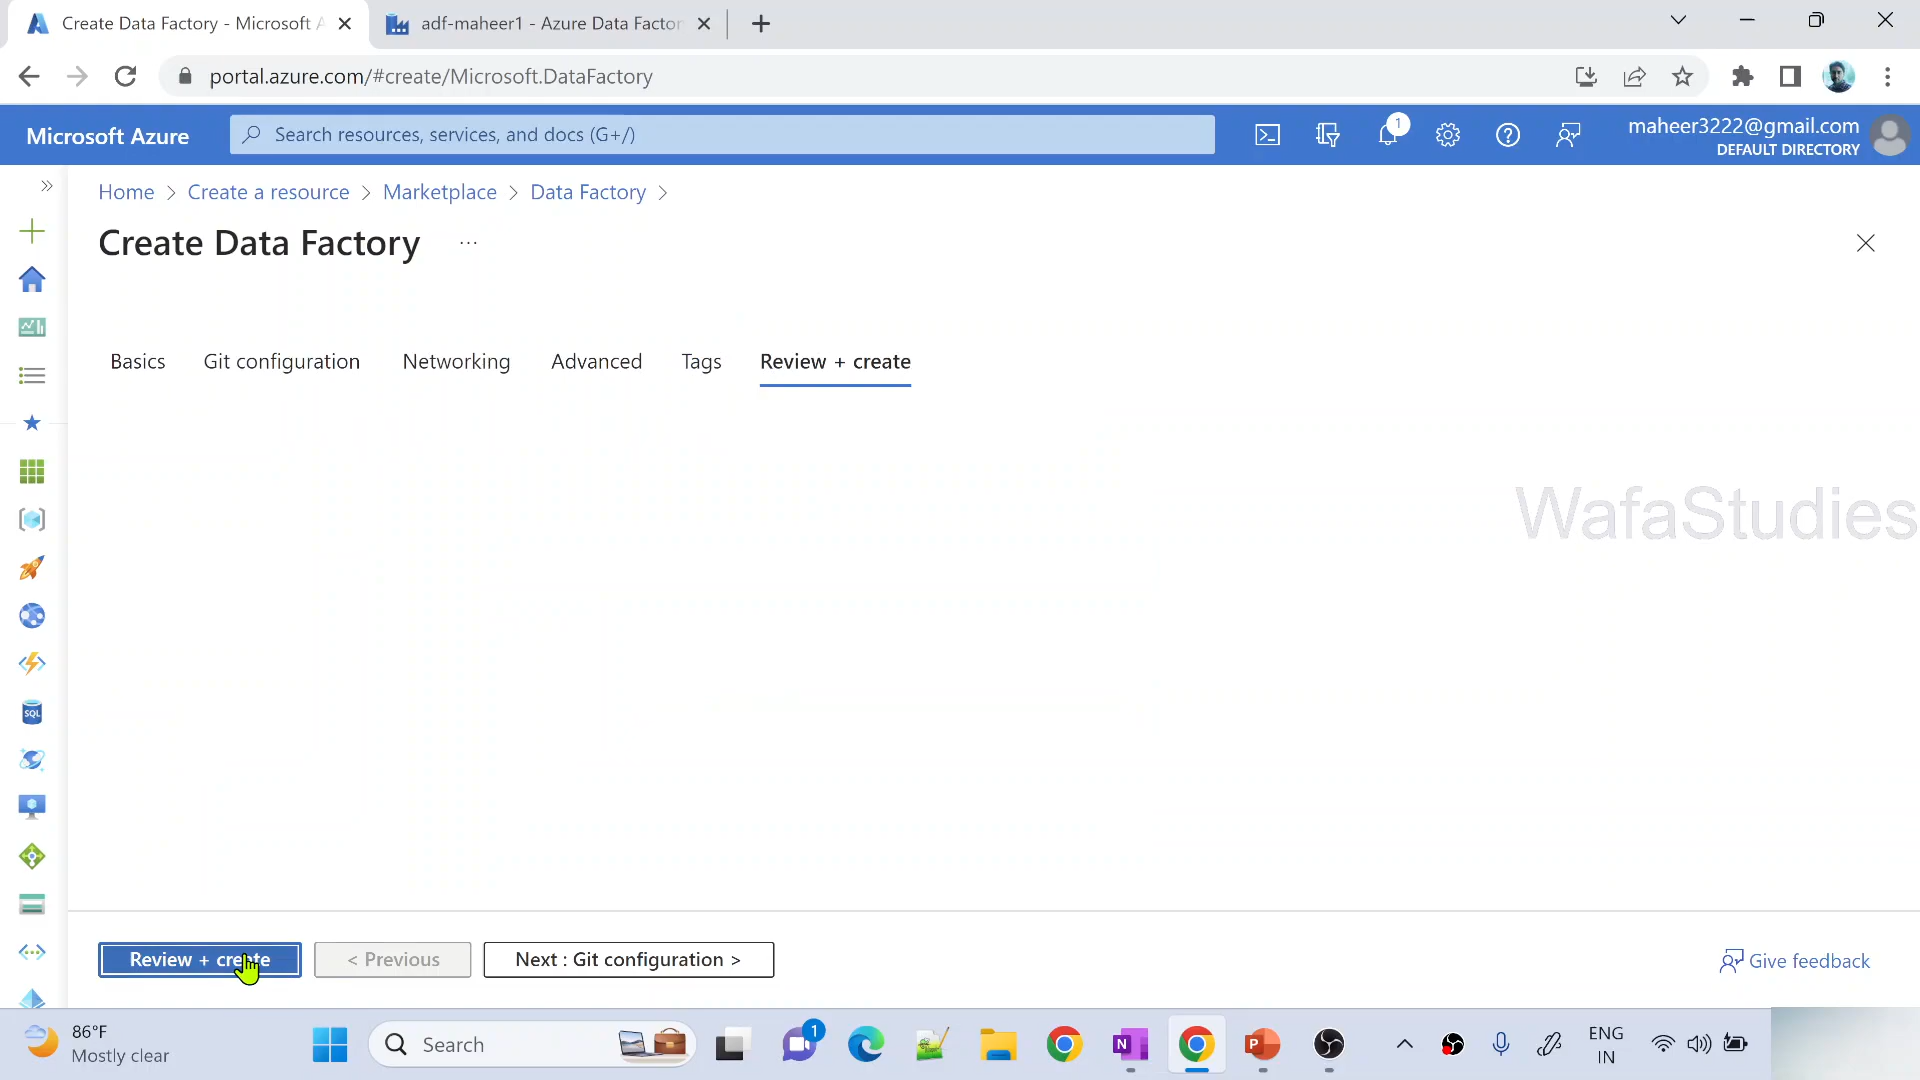 Create Data Factory - Microsoft A
adf-maheer1 - Azure Data Factor
portal.azure.com/#create/Microsoft.DataFactory
Microsoft Azure
Search resources, services, and docs (G+/)
1
maheer3222@gmail.com
DEFAULT DIRECTORY
Home > Create a resource > Marketplace > Data Factory >
Create Data Factory ...
Basics Git configuration Networking Advanced Tags Review + create
WafaStudies
SQL
Review + create < Previous Next : Git configuration > Give feedback
86°F
Mostly clear
Search
1
N
P
ENG
IN